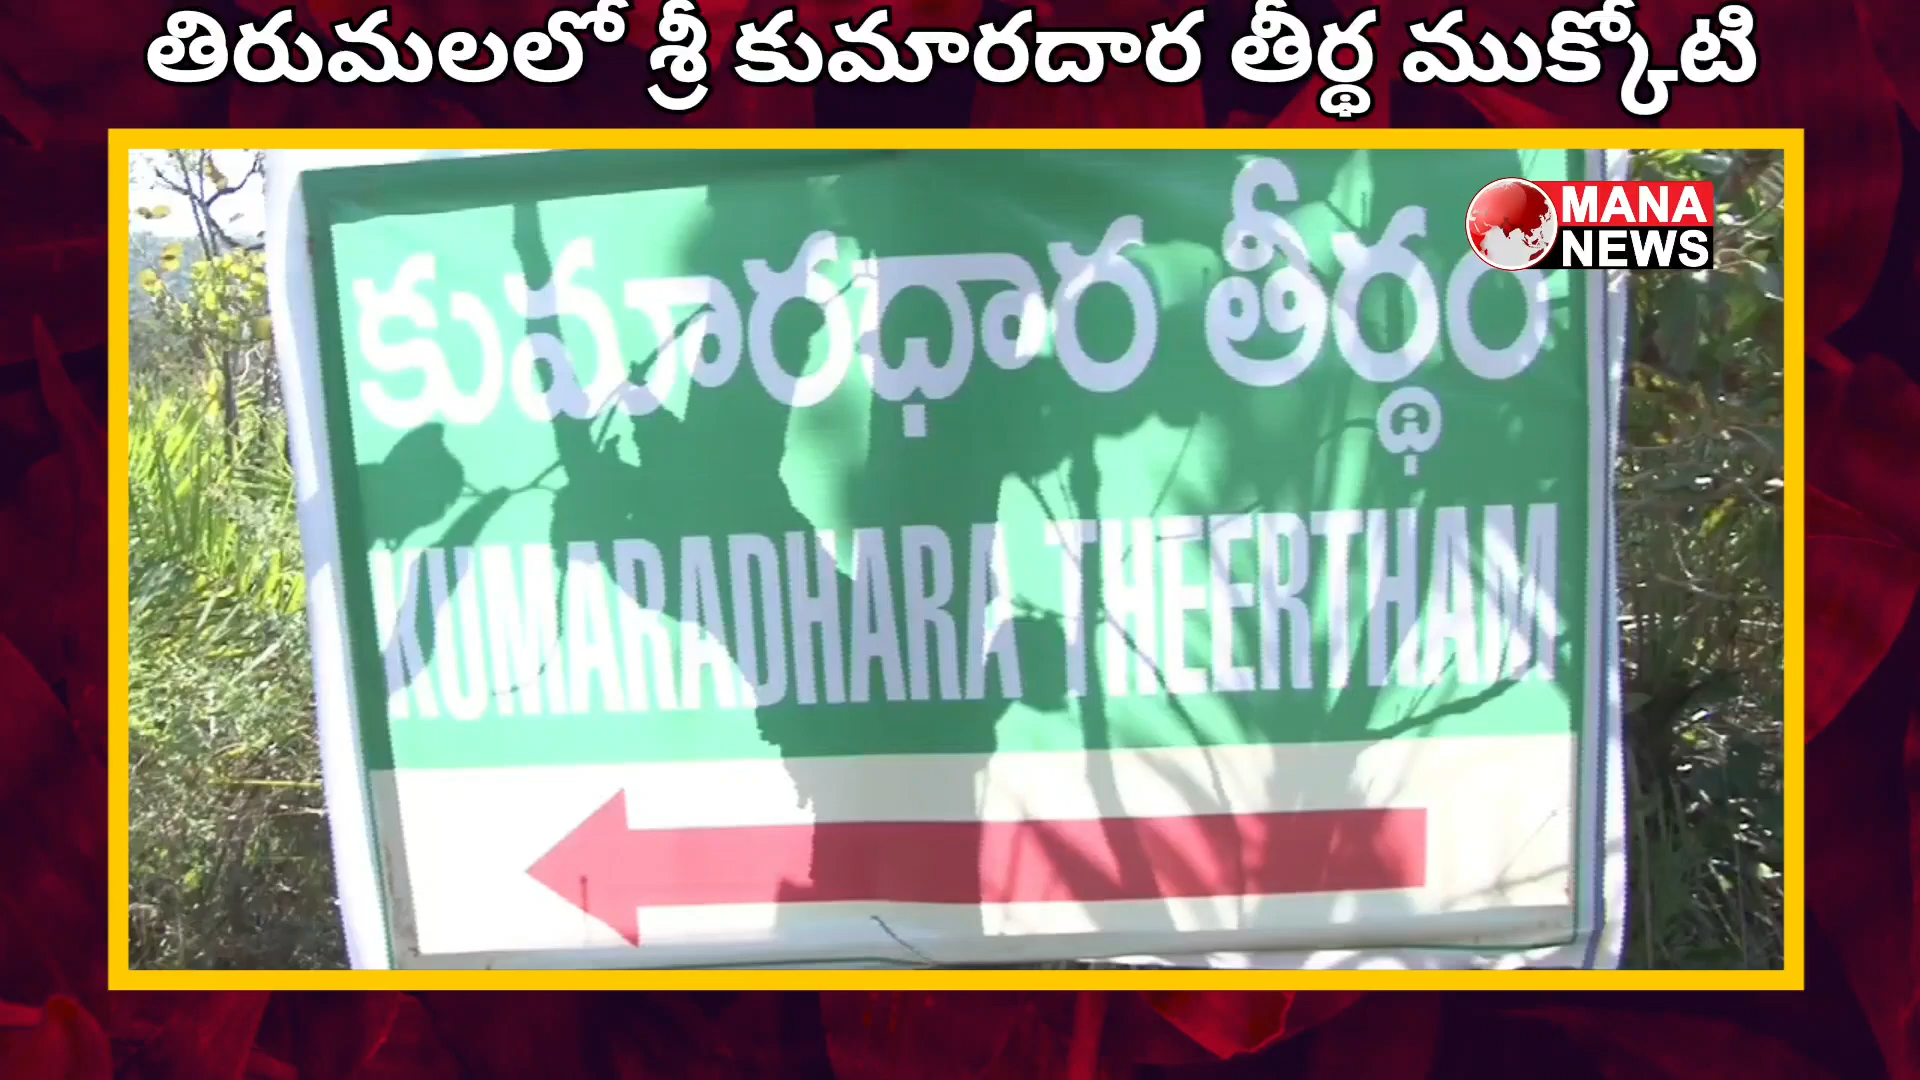 తిరుమలలో శ్రీ కుమారదార తీర్థ ముక్కోటి
MANA
NEWS
కుమారధార తీర్థం
KUMARADHARA THEERTHAM